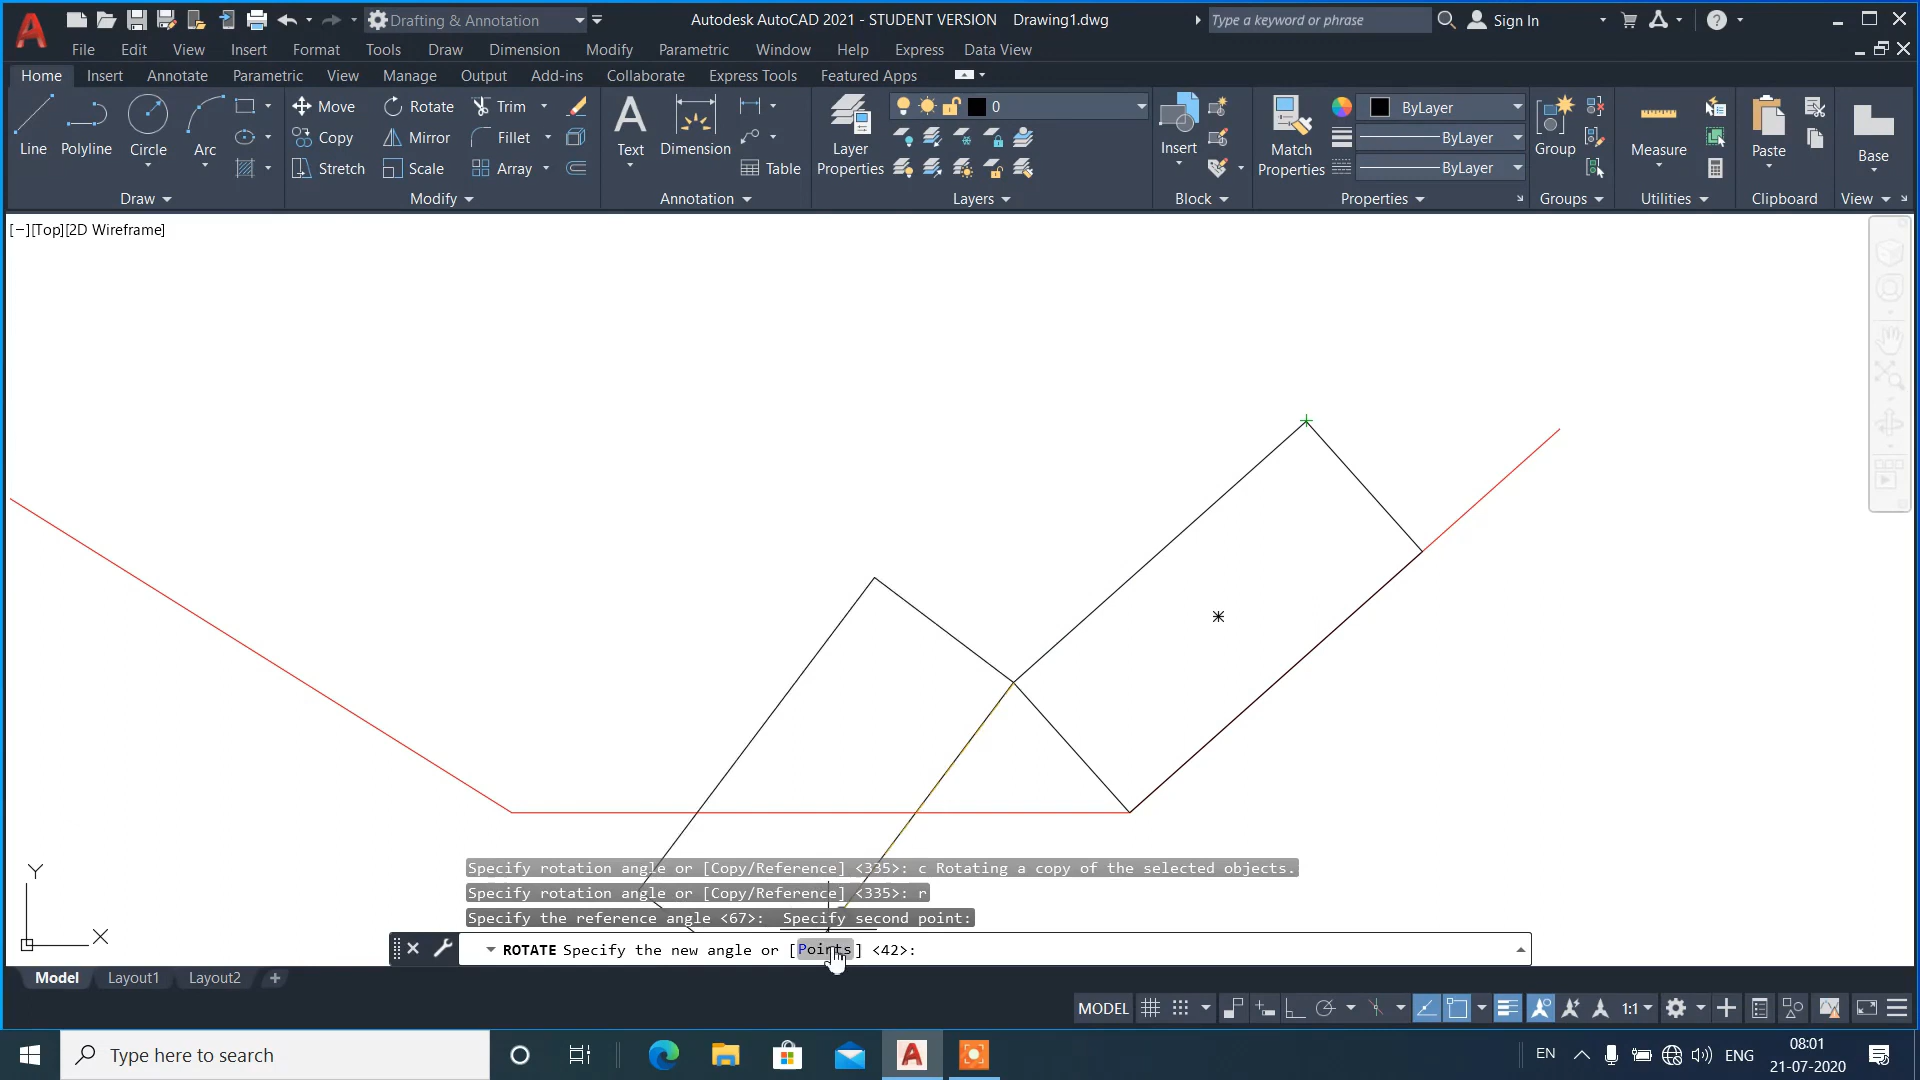 Drafting & Annotation
Autodesk AutoCAD 2021 - STUDENT VERSION Drawing1.dwg
Type a keyword or phrase
Sign In
File Edit View Insert Format Tools Draw Dimension Modify Parametric Window Help Express Data View
Home Insert Annotate Parametric View Manage Output Add-ins Collaborate Express Tools Featured Apps
Line Polyline Circle Arc
Move Rotate Trim
Copy Mirror Fillet
Stretch Scale Array
Text Dimension Table
Layer Properties
0
Insert
Match Properties
ByLayer
ByLayer
ByLayer
Group Measure Paste Base
Draw Modify Annotation Layers Block Properties Groups Utilities Clipboard View
[−][Top][2D Wireframe]
Y
X
Specify rotation angle or [Copy/Reference] <335>: c Rotating a copy of the selected objects.
Specify rotation angle or [Copy/Reference] <335>: r
Specify the reference angle <67>: Specify second point:
ROTATE Specify the new angle or [Points] <42>:
Model Layout1 Layout2 +
MODEL 1:1
Type here to search
EN ENG
08:01
21-07-2020